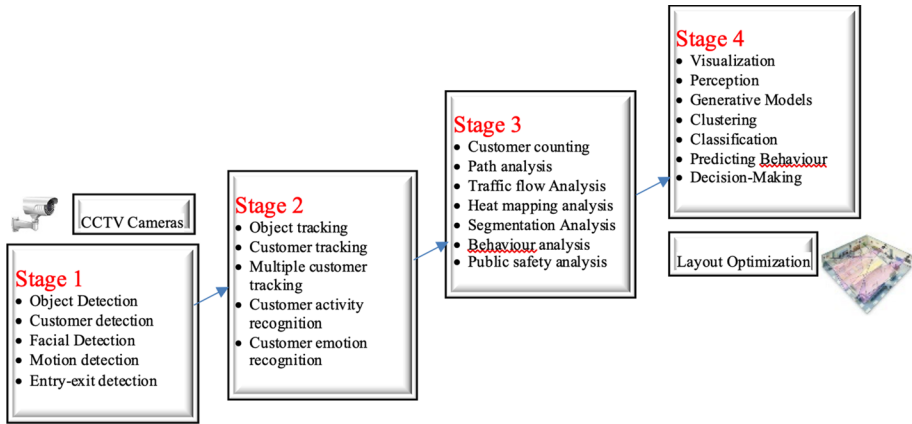 CCTV Cameras
Stage 1
• Object Detection
• Customer detection
• Facial Detection
• Motion detection
• Entry-exit detection
Stage 2
• Object tracking
• Customer tracking
• Multiple customer
tracking
• Customer activity
recognition
• Customer emotion
recognition
Stage 3
• Customer counting
• Path analysis
• Traffic flow Analysis
• Heat mapping analysis
• Segmentation Analysis
• Behaviour analysis
• Public safety analysis
Stage 4
• Visualization
• Perception
• Generative Models
• Clustering
• Classification
• Predicting Behaviour
• Decision-Making
Layout Optimization